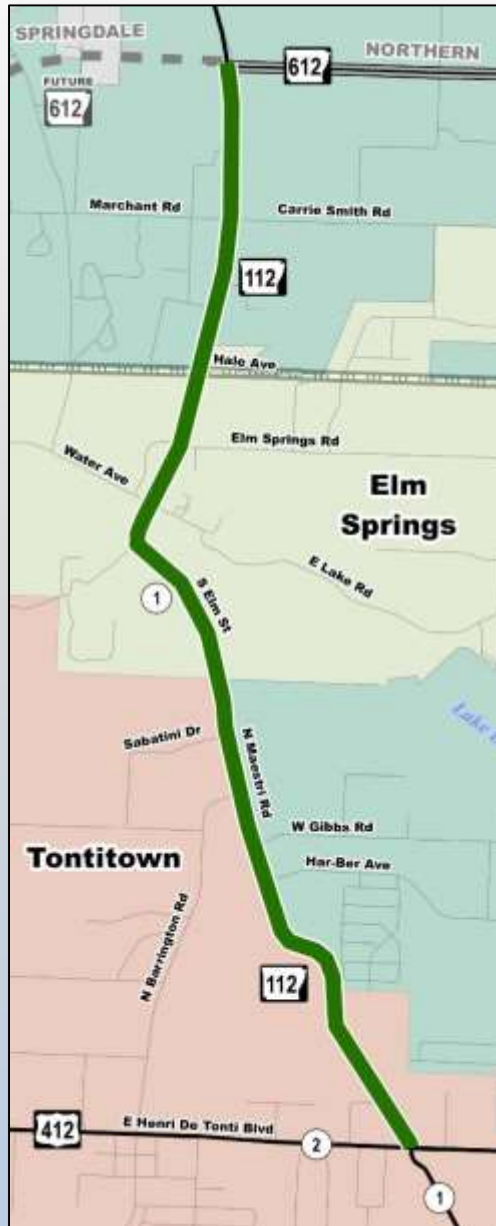 SPRINGDALE
NORTHERN
612
FUTURE
612
Marchant Rd
Carrie Smith Rd
112
Hale Ave
Elm Springs Rd
Water Ave
Elm
Springs
E Lake Rd
1
S Elm St
Lake
Sabatini Dr
N Maestri Rd
W Gibbs Rd
Har-Ber Ave
Tontitown
N Barrington Rd
112
412
E Henri De Tonti Blvd
2
1